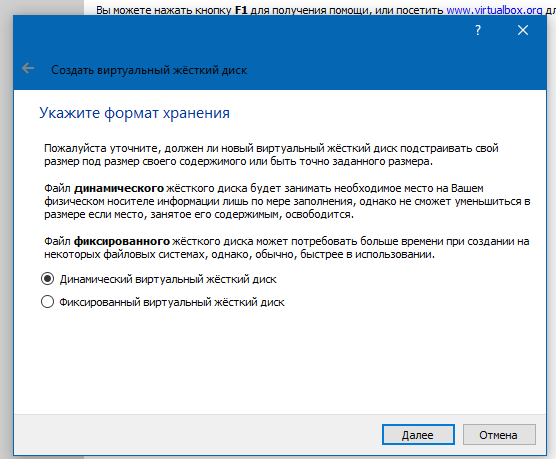 Вы можете нажать кнопку F1 для получения помощи, или посетить www.virtualbox.org дл
?
Создать виртуальный жёсткий диск
Укажите формат хранения
Пожалуйста уточните, должен ли новый виртуальный жёсткий диск подстраивать свой
размер под размер своего содержимого или быть точно заданного размера.
Файл динамического жёсткого диска будет занимать необходимое место на Вашем
физическом носителе информации лишь по мере заполнения, однако не сможет уменьшиться в
размере если место, занятое его содержимым, освободится.
Файл фиксированного жёсткого диска может потребовать больше времени при создании на
некоторых файловых системах, однако, обычно, быстрее в использовании.
Динамический виртуальный жёсткий диск
Фиксированный виртуальный жёсткий диск
Далее Отмена